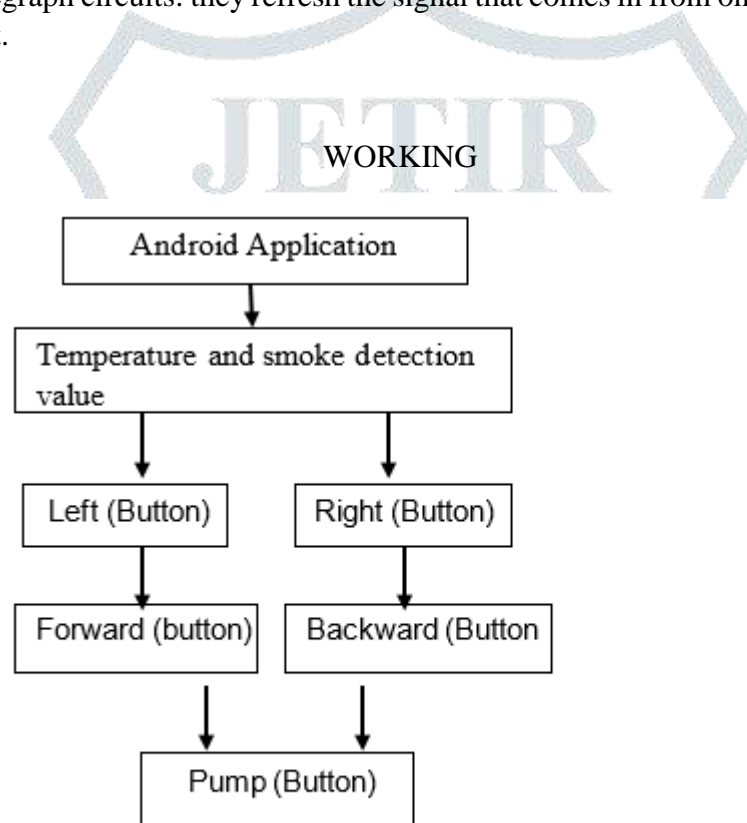 graph circuits: they refresh the signal that comes in from on
.
JETIR
WORKING
Android Application
Temperature and smoke detection
value
Left (Button)
Right (Button)
Forward (button)
Backward (Button
Pump (Button)